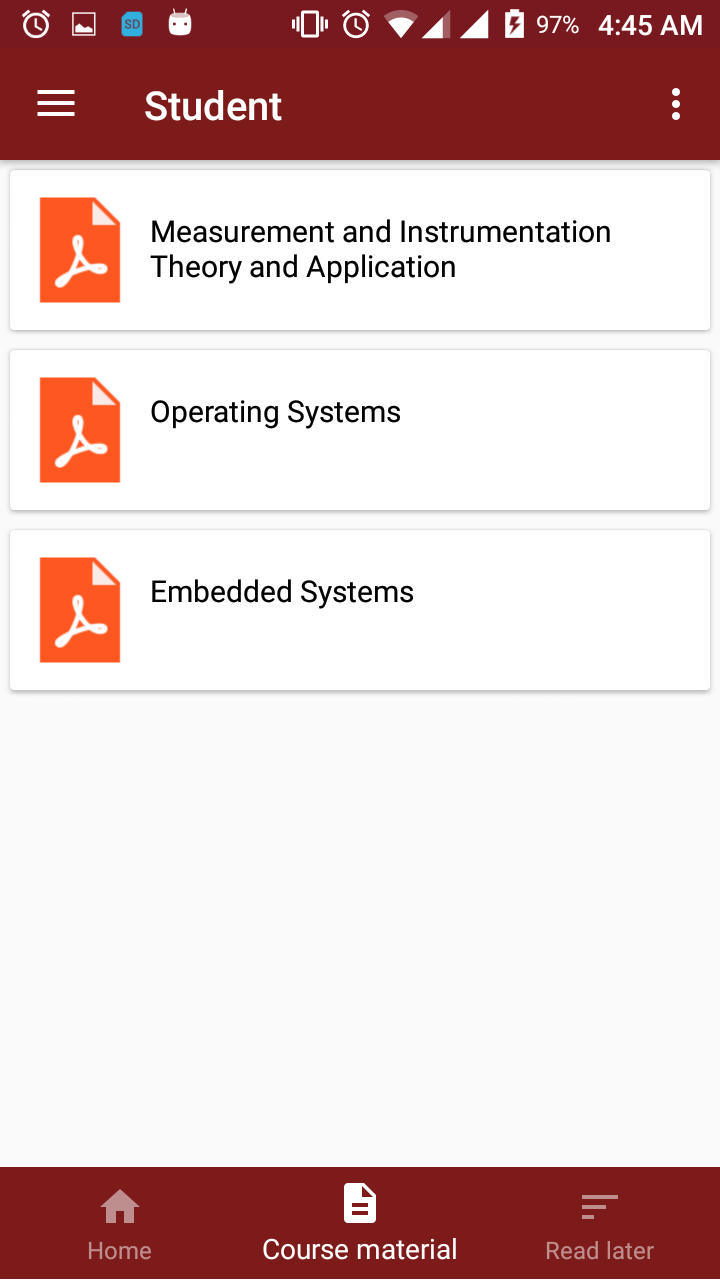 SD
97%
4:45 AM
Student
Measurement and Instrumentation
Theory and Application
Operating Systems
Embedded Systems
Home
Course material
Read later